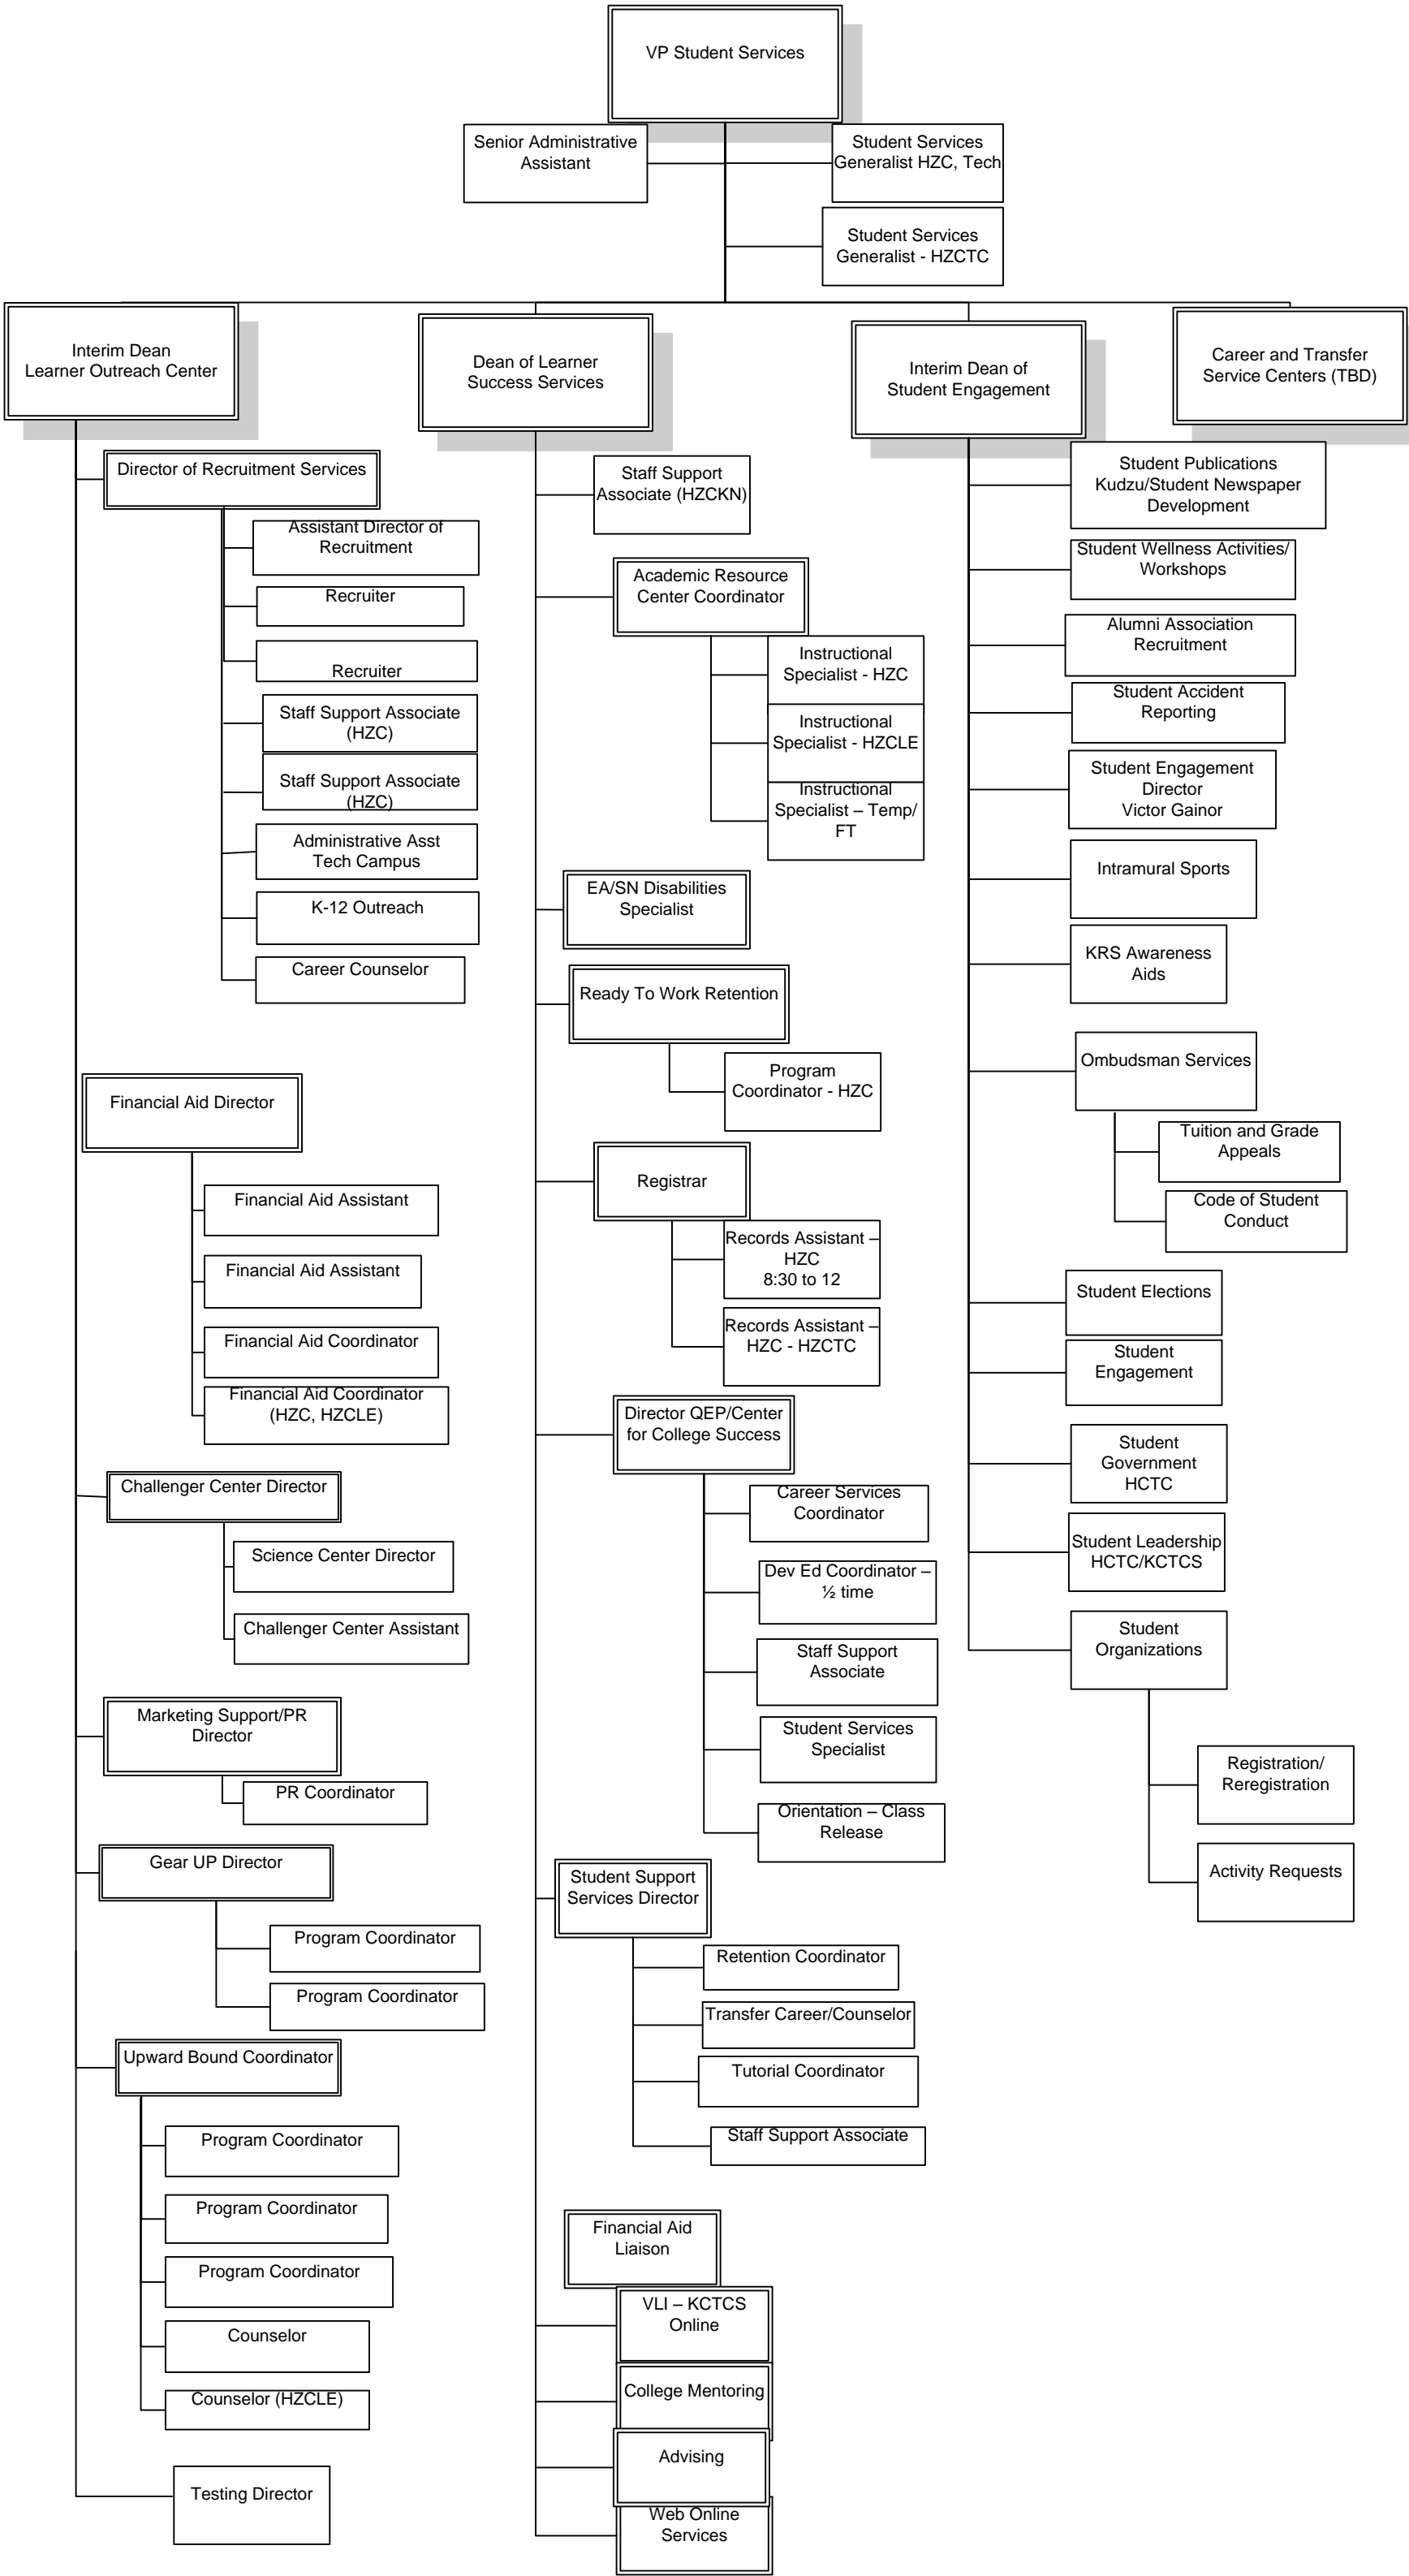 VP Student Services
Senior Administrative
Assistant
Student Services
Generalist HZC, Tech
Student Services
Generalist - HZCTC
Interim Dean
Learner Outreach Center
Dean of Learner
Success Services
Interim Dean of
Student Engagement
Career and Transfer
Service Centers (TBD)
Director of Recruitment Services
Assistant Director of
Recruitment
Recruiter
Recruiter
Staff Support Associate
(HZC)
Staff Support Associate
(HZC)
Administrative Asst
Tech Campus
K-12 Outreach
Career Counselor
Financial Aid Director
Financial Aid Assistant
Financial Aid Assistant
Financial Aid Coordinator
Financial Aid Coordinator
(HZC, HZCLE)
Challenger Center Director
Science Center Director
Challenger Center Assistant
Marketing Support/PR
Director
PR Coordinator
Gear UP Director
Program Coordinator
Program Coordinator
Upward Bound Coordinator
Program Coordinator
Program Coordinator
Program Coordinator
Counselor
Counselor (HZCLE)
Testing Director
Staff Support
Associate (HZCKN)
Academic Resource
Center Coordinator
Instructional
Specialist - HZC
Instructional
Specialist - HZCLE
Instructional
Specialist – Temp/
FT
EA/SN Disabilities
Specialist
Ready To Work Retention
Program
Coordinator - HZC
Registrar
Records Assistant –
HZC
8:30 to 12
Records Assistant –
HZC - HZCTC
Director QEP/Center
for College Success
Career Services
Coordinator
Dev Ed Coordinator –
½ time
Staff Support
Associate
Student Services
Specialist
Orientation – Class
Release
Student Support
Services Director
Retention Coordinator
Transfer Career/Counselor
Tutorial Coordinator
Staff Support Associate
Financial Aid
Liaison
VLI – KCTCS
Online
College Mentoring
Advising
Web Online
Services
Student Publications
Kudzu/Student Newspaper
Development
Student Wellness Activities/
Workshops
Alumni Association
Recruitment
Student Accident
Reporting
Student Engagement
Director
Victor Gainor
Intramural Sports
KRS Awareness
Aids
Ombudsman Services
Tuition and Grade
Appeals
Code of Student
Conduct
Student Elections
Student
Engagement
Student
Government
HCTC
Student Leadership
HCTC/KCTCS
Student
Organizations
Registration/
Reregistration
Activity Requests